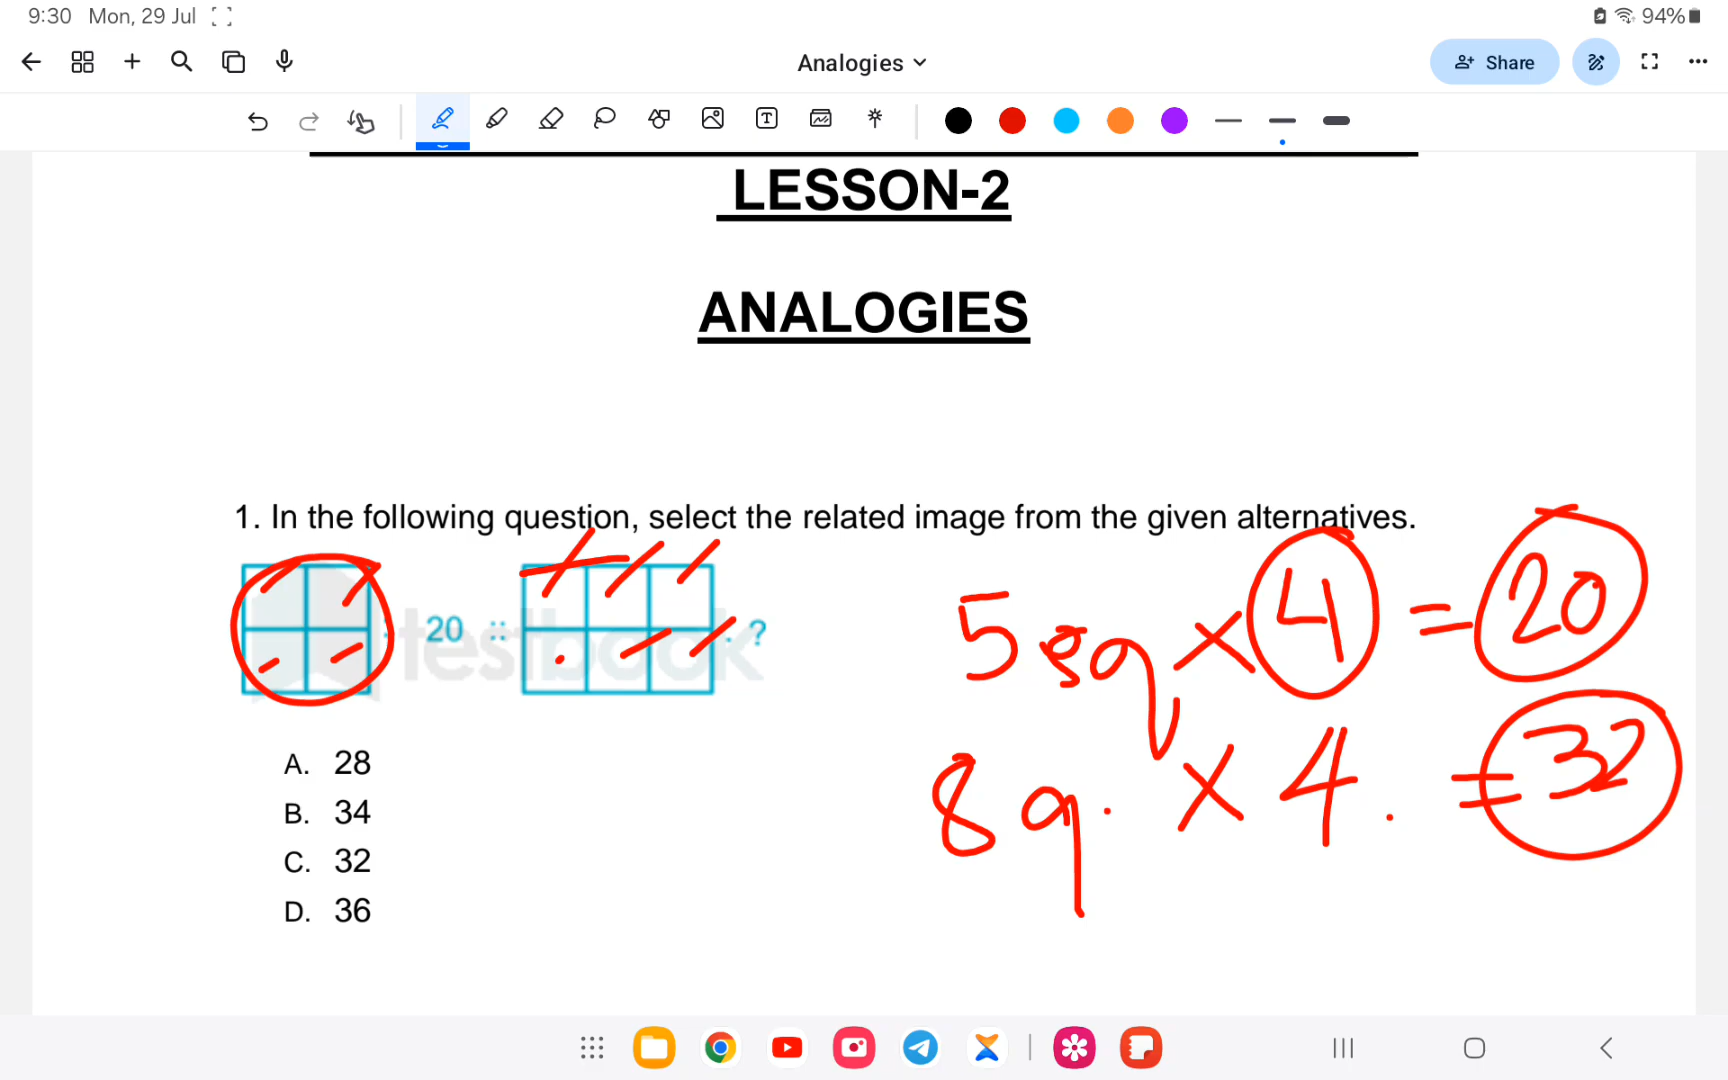 9:30 Mon, 29 Jul 94%
Analogies
Share
LESSON-2
ANALOGIES
1. In the following question, select the related image from the given alternatives.
: 20 :: : ?
testbook
5 sq × 4 = 20
8 q. × 4. = 32
A. 28
B. 34
C. 32
D. 36